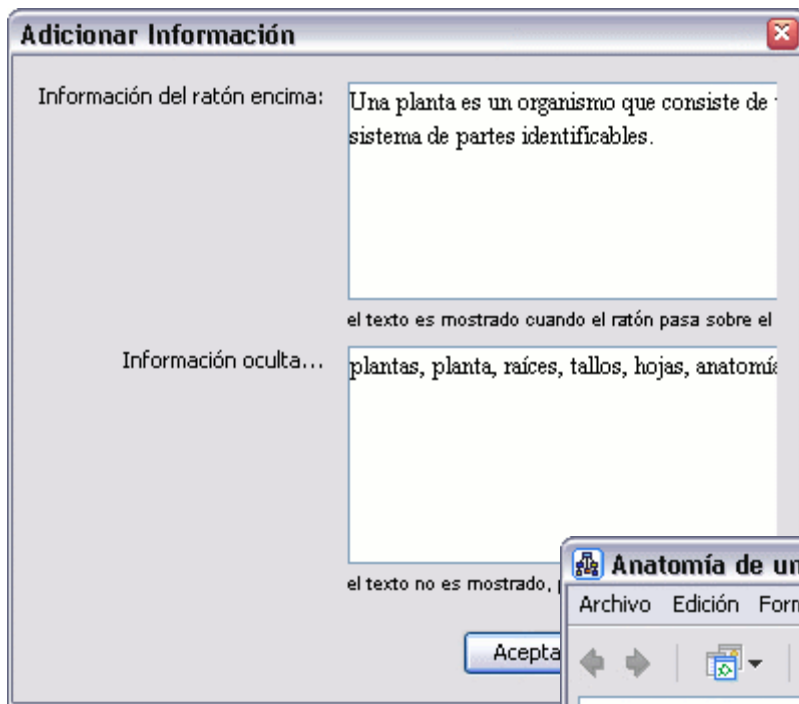 Adicionar Información
Información del ratón encima:
Una planta es un organismo que consiste de
sistema de partes identificables.
el texto es mostrado cuando el ratón pasa sobre el
Información oculta...
plantas, planta, raíces, tallos, hojas, anatomía
el texto no es mostrado,
Acepta
Anatomía de un
Archivo Edición Form